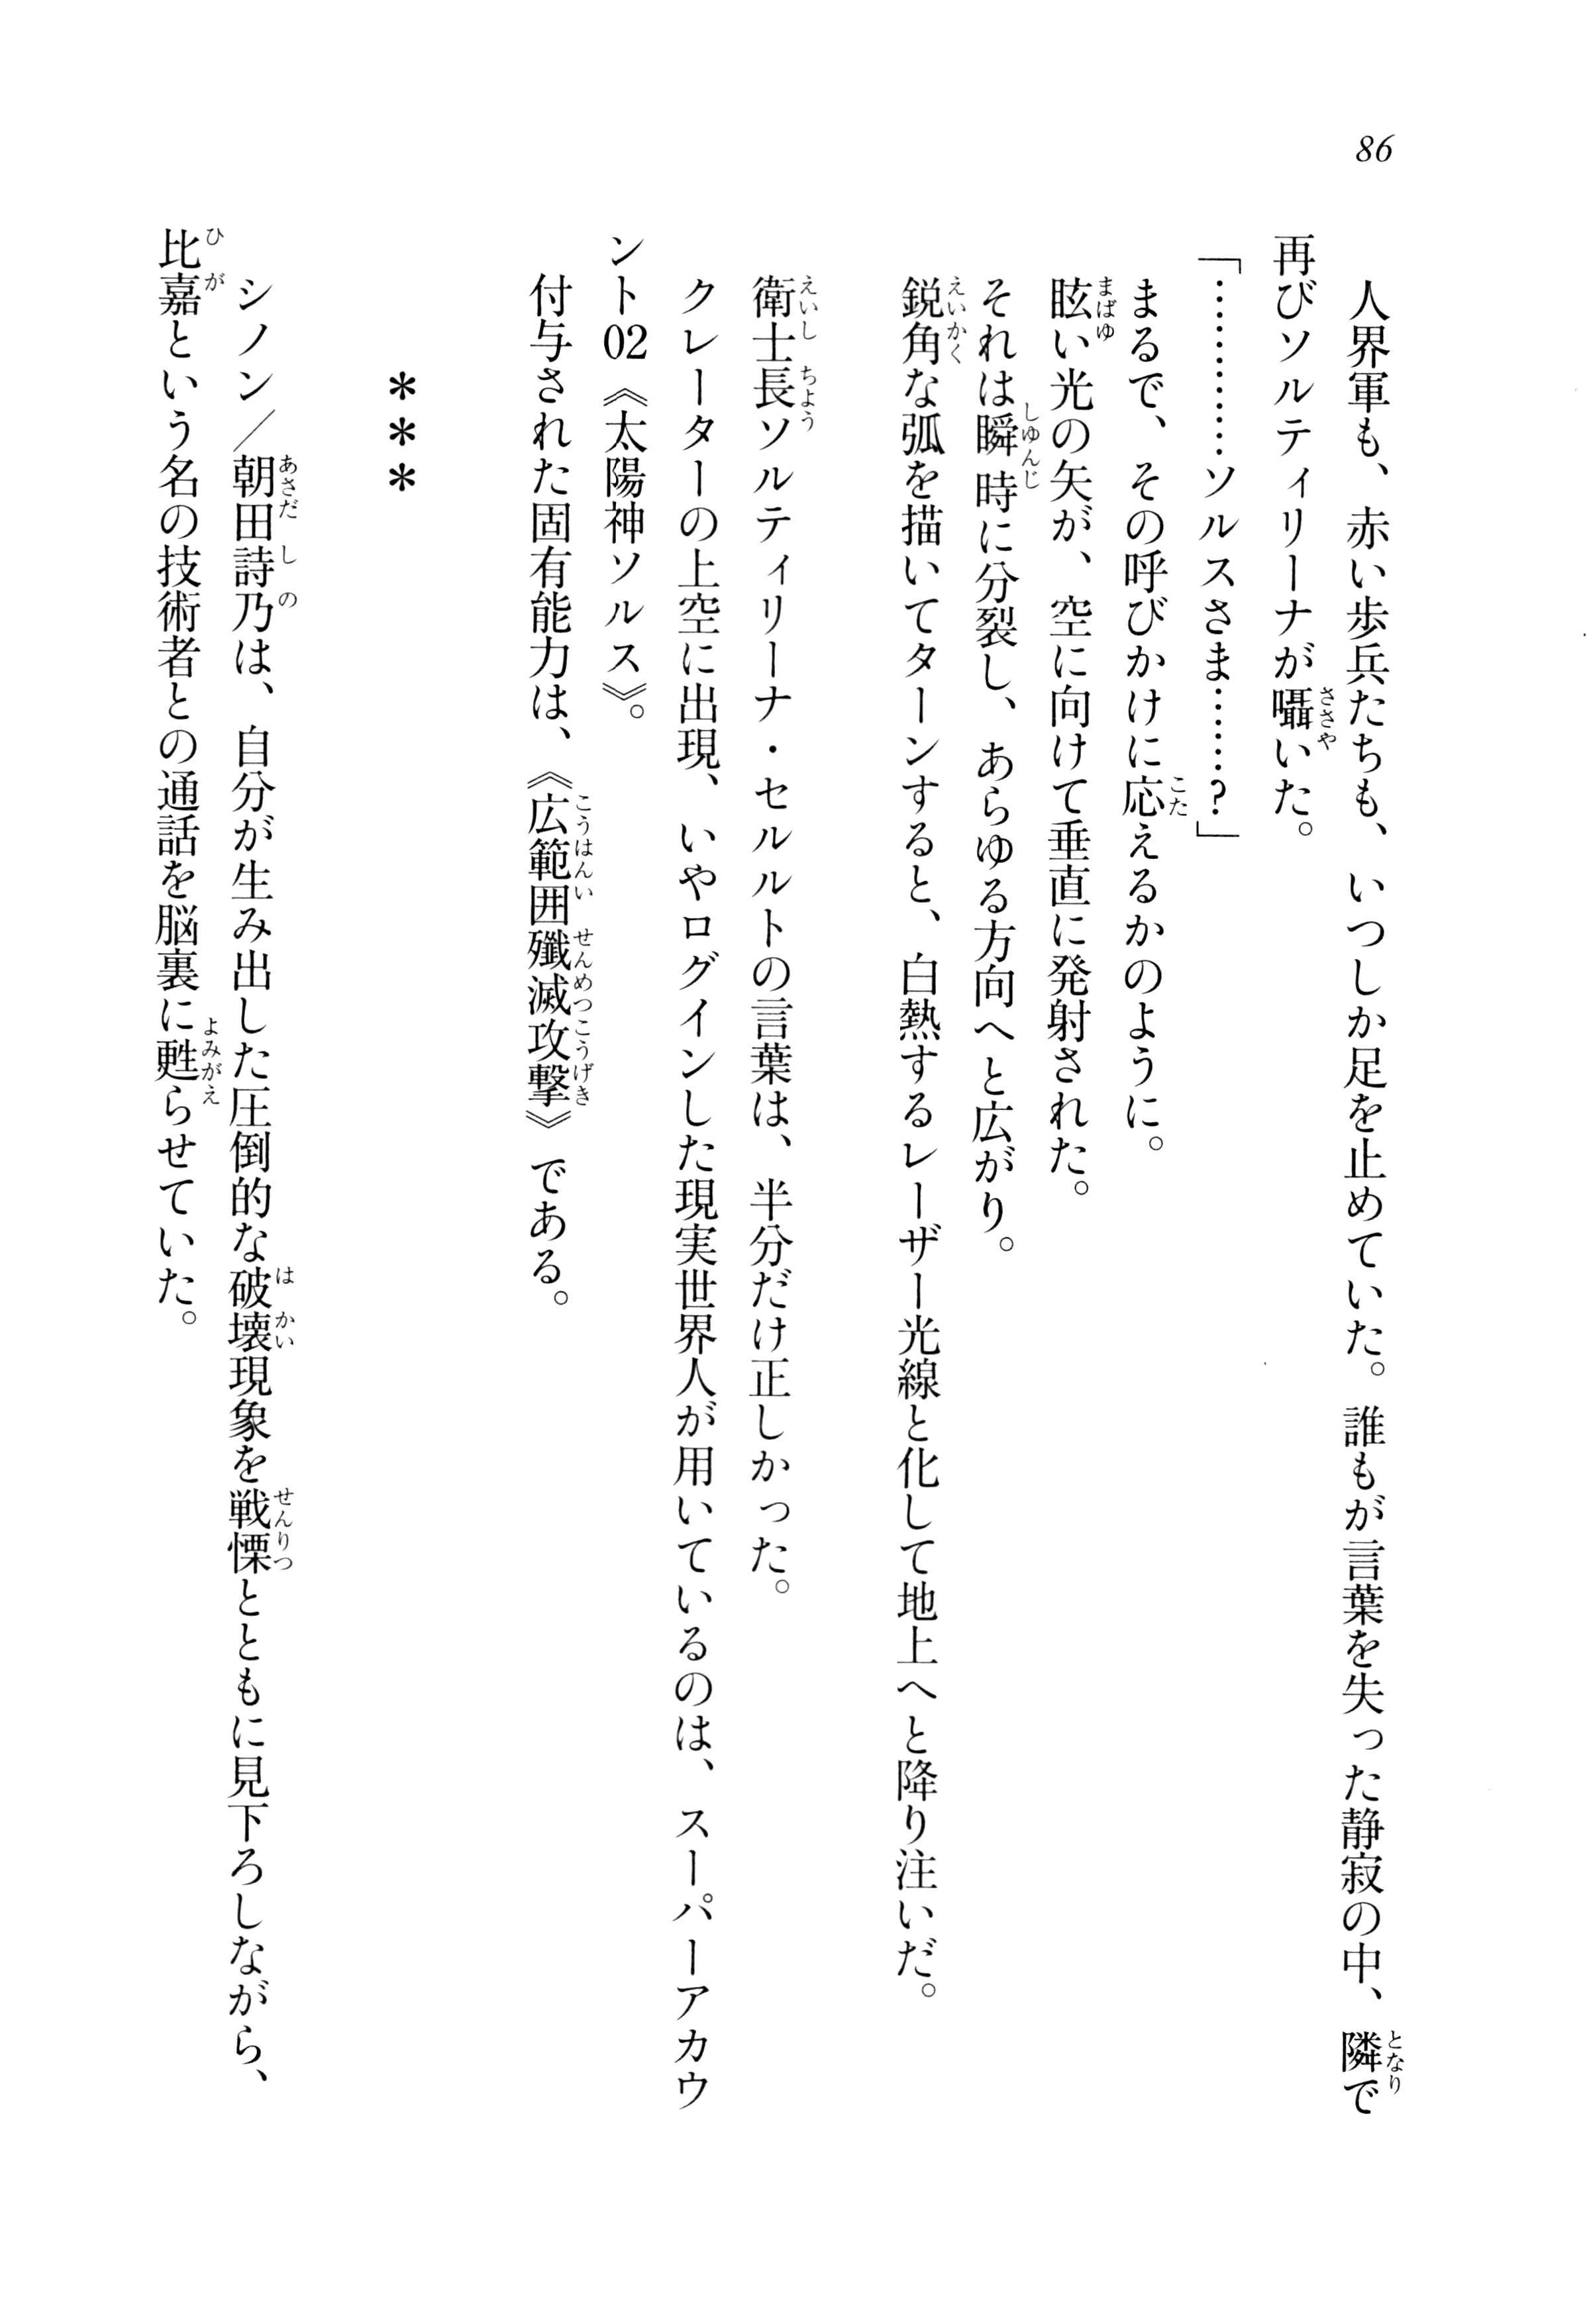 86
人界軍も、赤い歩兵たちも、いつしか足を止めていた。誰もが言葉を失った静寂の中、隣で
再びソルティリーナが囁いた。
「…………ソルスさま……？」
まるで、その呼びかけに応えるかのように。
眩い光の矢が、空に向けて垂直に発射された。
それは瞬時に分裂し、あらゆる方向へと広がり。
鋭角な弧を描いてターンすると、白熱するレーザー光線と化して地上へと降り注いだ。
衛士長ソルティリーナ・セルルトの言葉は、半分だけ正しかった。
クレーターの上空に出現、いやログインした現実世界人が用いているのは、スーパーアカウ
ント02《太陽神ソルス》。
付与された固有能力は、《広範囲殲滅攻撃》である。
＊＊＊
シノン／朝田詩乃は、自分が生み出した圧倒的な破壊現象を戦慄とともに見下ろしながら、
比嘉という名の技術者との通話を脳裏に甦らせていた。